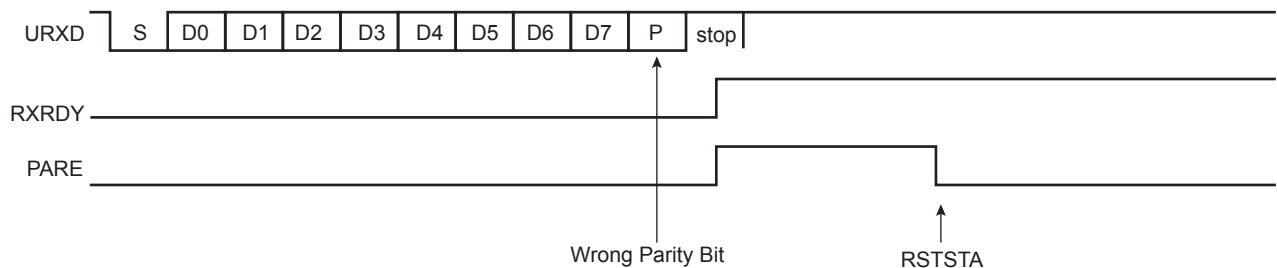 URXD S D0 D1 D2 D3 D4 D5 D6 D7 P stop
RXRDY
PARE
Wrong Parity Bit RSTSTA